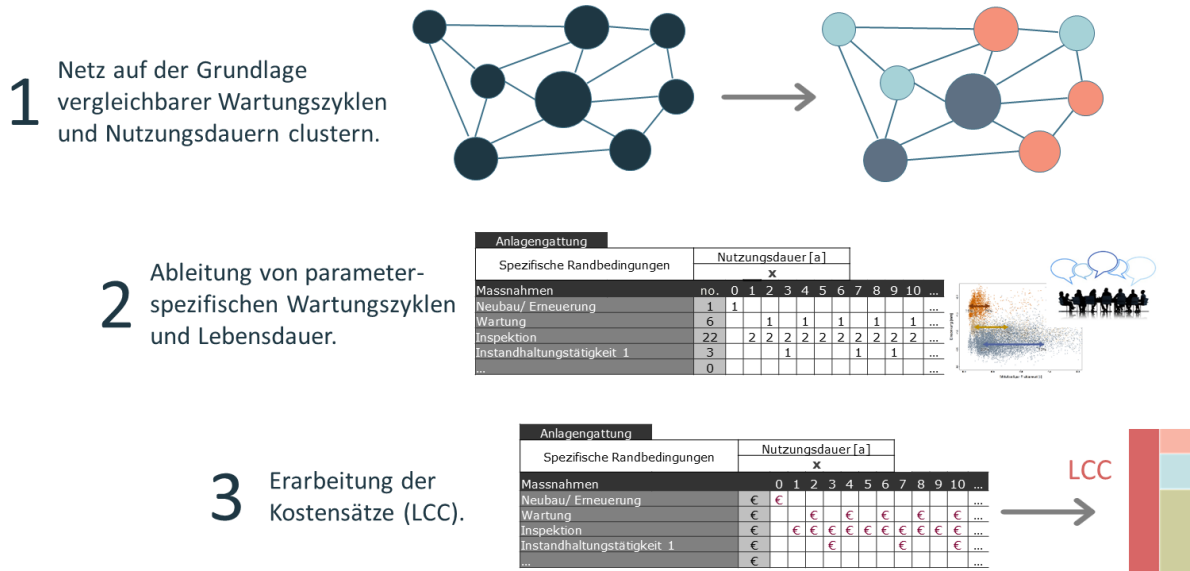 1
Netz auf der Grundlage
vergleichbarer Wartungszyklen
und Nutzungsdauern clustern.
2
Ableitung von parameter-
spezifischen Wartungszyklen
und Lebensdauer.
Anlagengattung
Spezifische Randbedingungen Nutzungsdauer [a]
x
Massnahmen no. 0 1 2 3 4 5 6 7 8 9 10 ...
Neubau/ Erneuerung 1 1 ...
Wartung 6 1 1 1 1 1 ...
Inspektion 22 2 2 2 2 2 2 2 2 2 2 ...
Instandhaltungstätigkeit 1 3 1 1 1 ...
... 0
3
Erarbeitung der
Kostensätze (LCC).
Anlagengattung
Spezifische Randbedingungen Nutzungsdauer [a]
x
Massnahmen 0 1 2 3 4 5 6 7 8 9 10 ...
Neubau/ Erneuerung € € ...
Wartung € € € € € € ...
Inspektion € € € € € € € € € € € ...
Instandhaltungstätigkeit 1 € € € € ...
... €
LCC